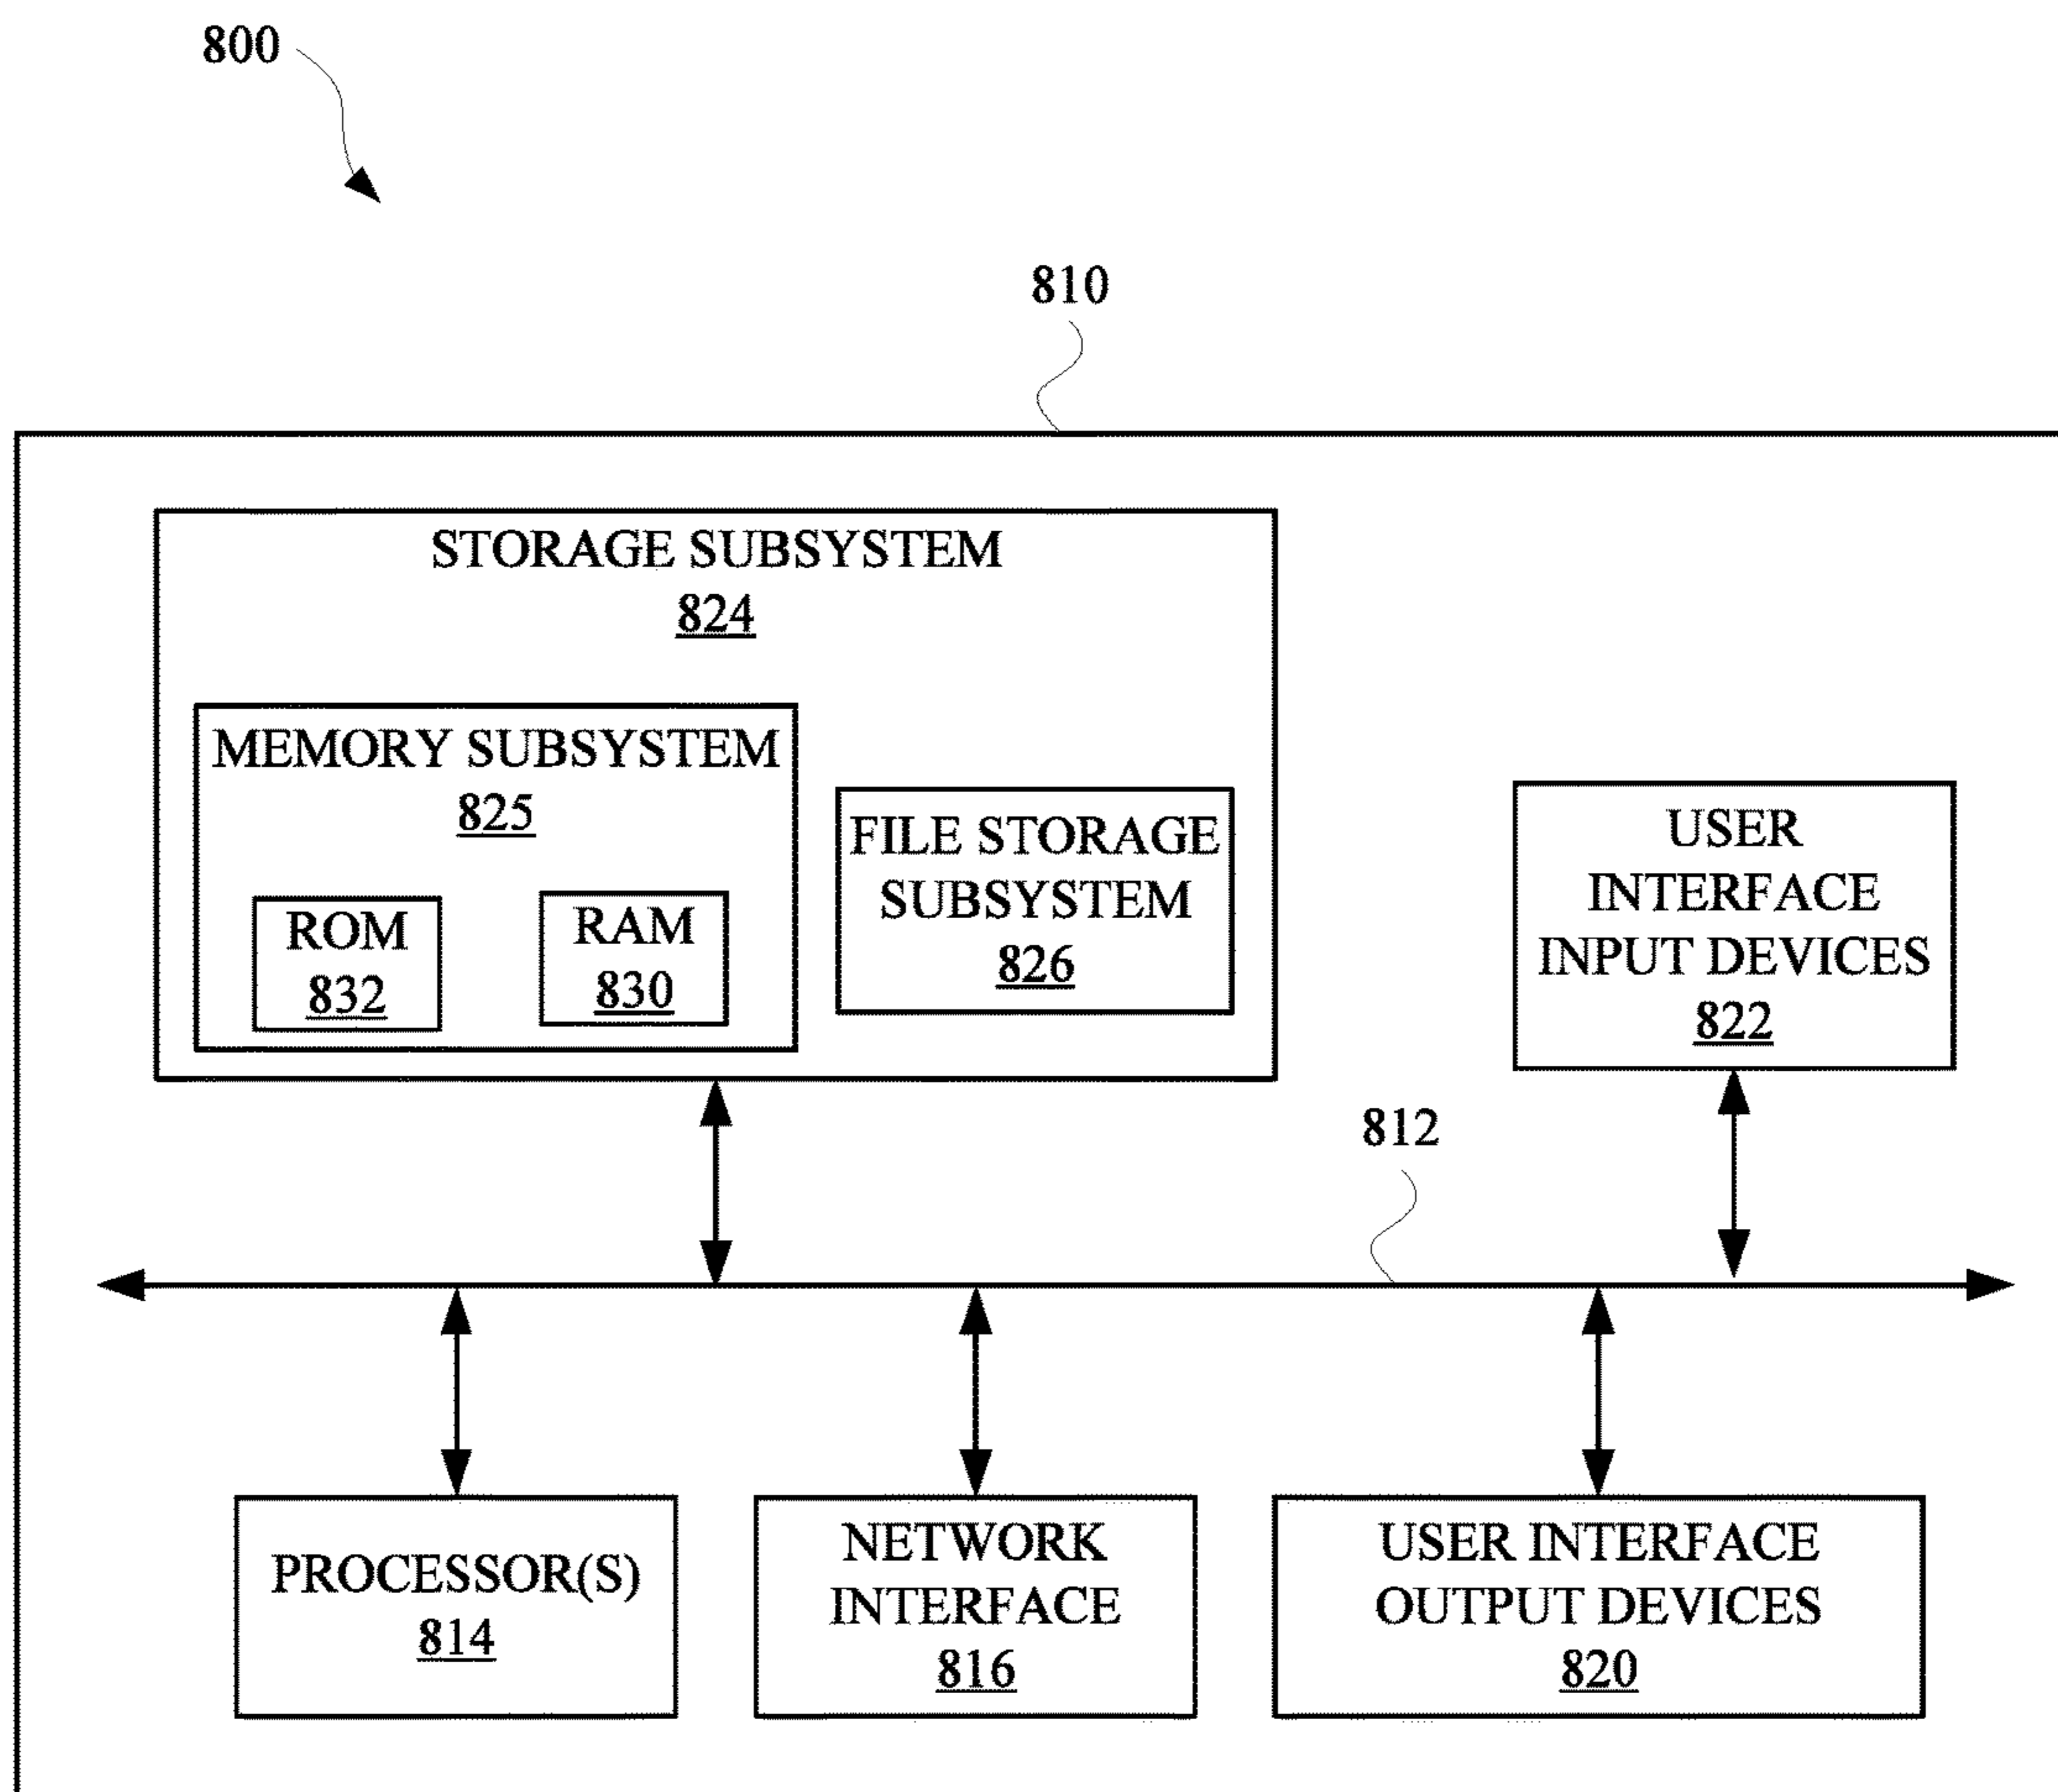 800
810
STORAGE SUBSYSTEM
824
MEMORY SUBSYSTEM
825
ROM
832
RAM
830
FILE STORAGE
SUBSYSTEM
826
USER
INTERFACE
INPUT DEVICES
822
812
PROCESSOR(S)
814
NETWORK
INTERFACE
816
USER INTERFACE
OUTPUT DEVICES
820